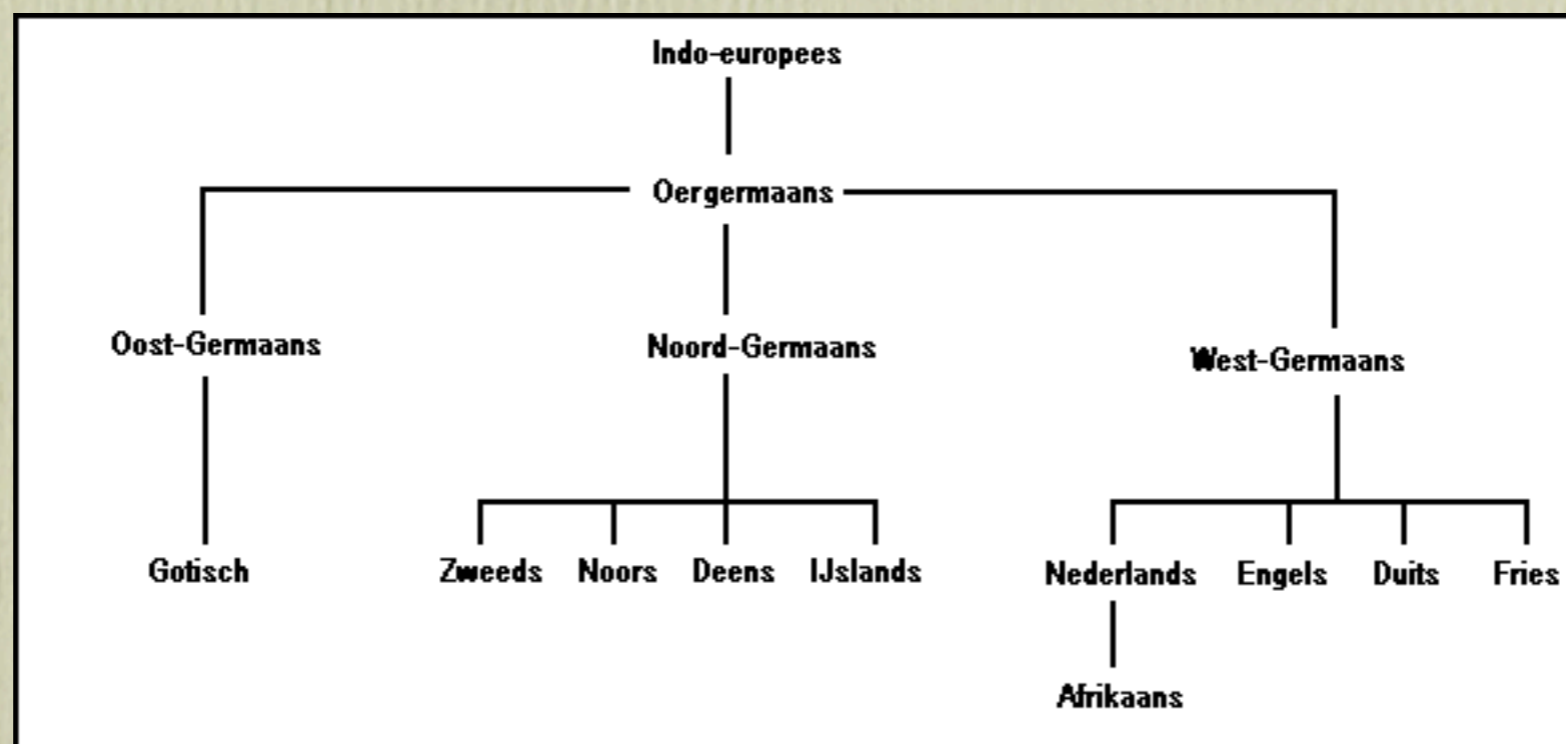 Indo-europees
Oergermaans
Oost-Germaans Noord-Germaans West-Germaans
Gotisch Zweeds Noors Deens IJslands Nederlands Engels Duits Fries
Afrikaans